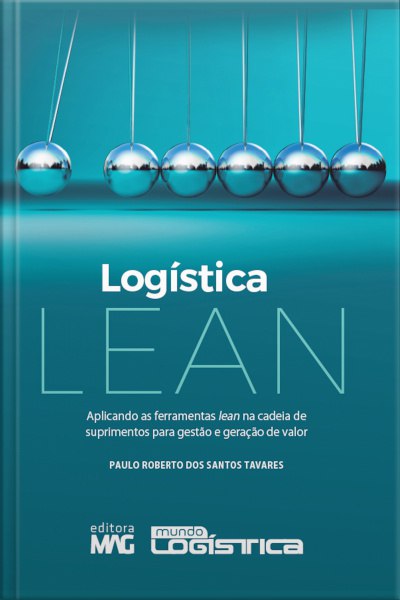 Logística
LEAN
Aplicando as ferramentas lean na cadeia de
suprimentos para gestão e geração de valor
PAULO ROBERTO DOS SANTOS TAVARES
editora
MAG
mundo
LOGÍSTICA